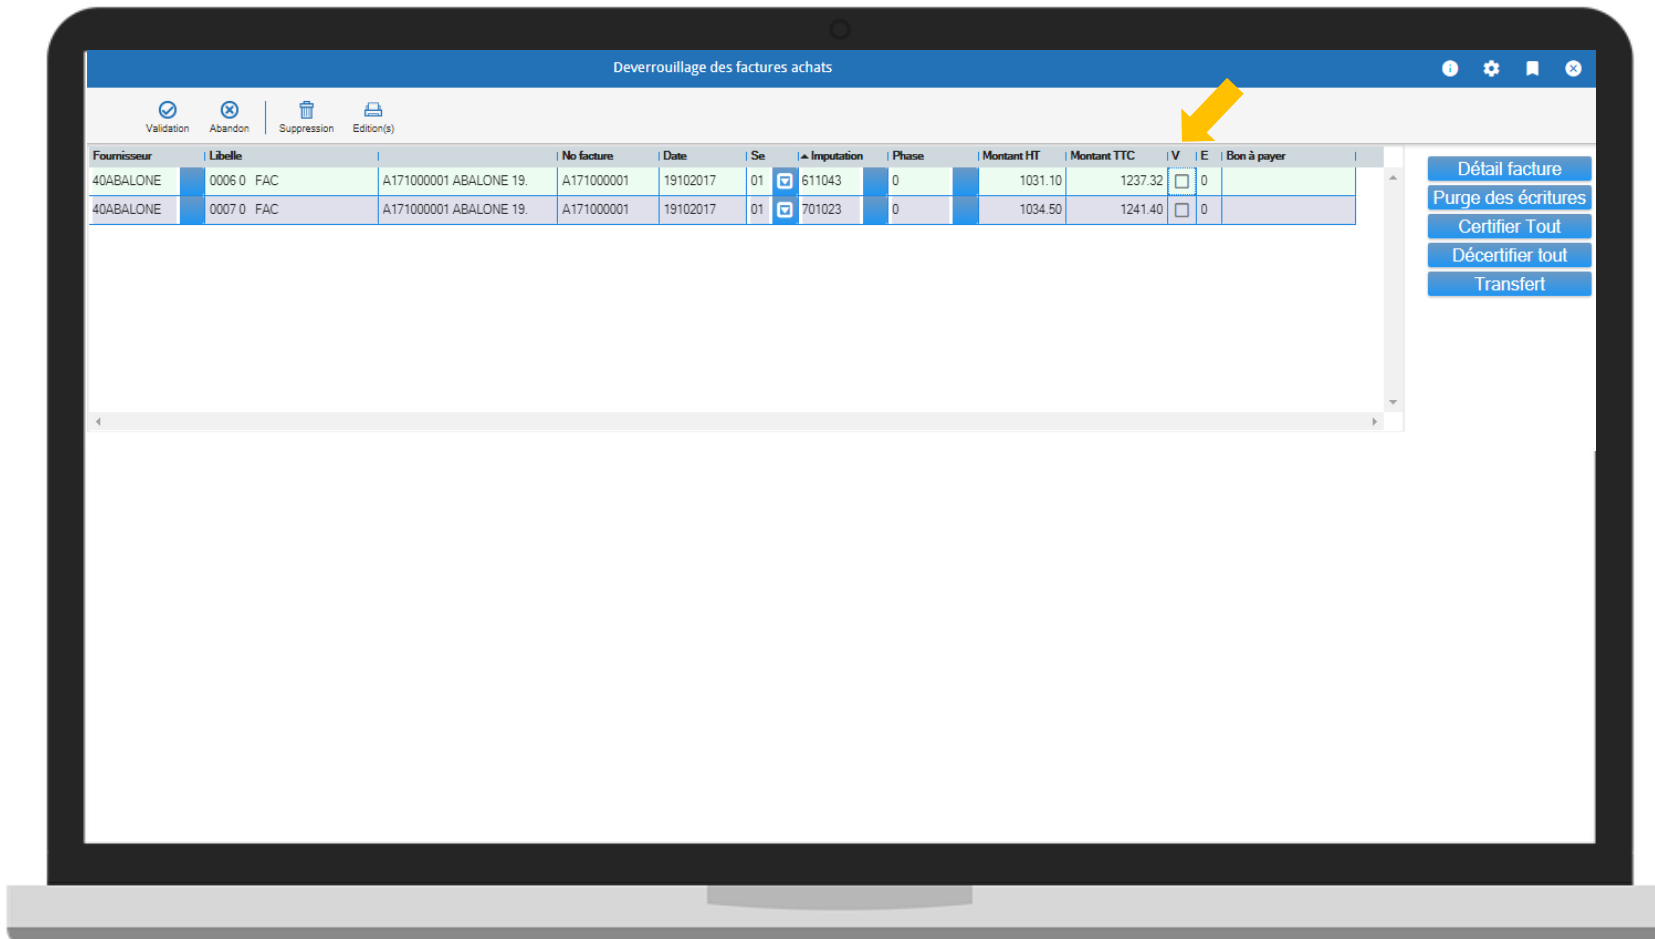 Deverrouillage des factures achats
Validation Abandon Suppression Edition(s)
Fournisseur Libelle No facture Date Se Imputation Phase Montant HT Montant TTC V E Bon à payer
40ABALONE 0006 0 FAC A171000001 ABALONE 19. A171000001 19102017 01 611043 0 1031.10 1237.32 0
40ABALONE 0007 0 FAC A171000001 ABALONE 19. A171000001 19102017 01 701023 0 1034.50 1241.40 0
Détail facture
Purge des écritures
Certifier Tout
Décertifier tout
Transfert